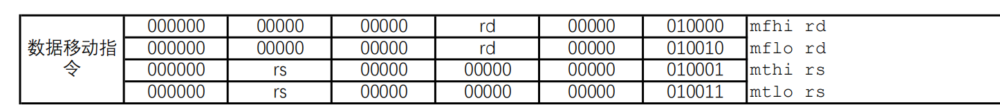 数据移动指令
000000 00000 00000 rd 00000 010000 mfhi rd
000000 00000 00000 rd 00000 010010 mflo rd
000000 rs 00000 00000 00000 010001 mthi rs
000000 rs 00000 00000 00000 010011 mtlo rs